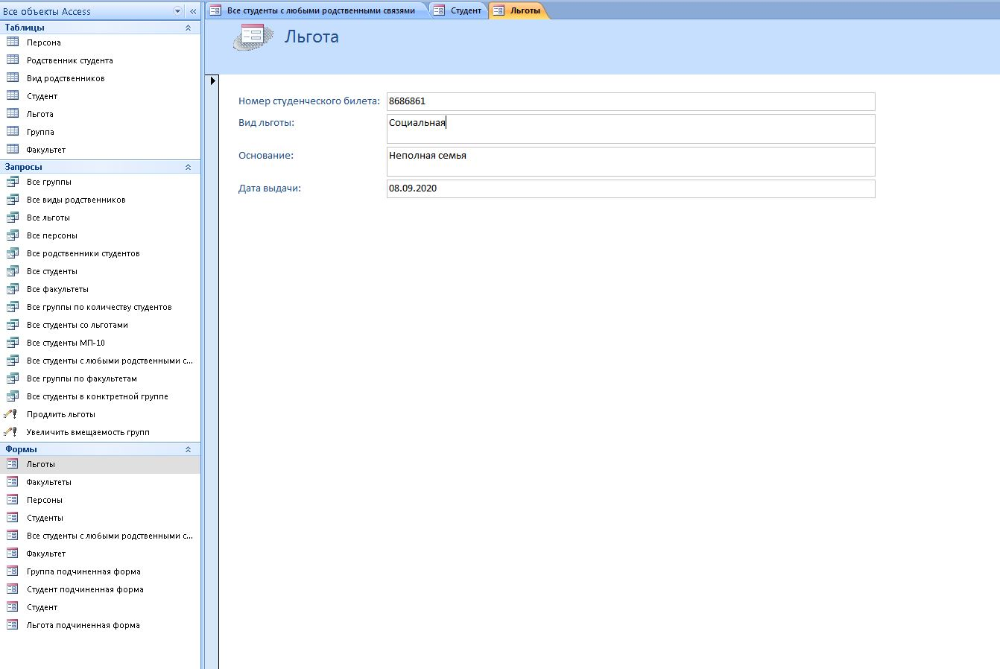 Все объекты Access
Таблицы
Персона
Родственник студента
Вид родственников
Студент
Льгота
Группа
Факультет
Запросы
Все группы
Все виды родственников
Все льготы
Все персоны
Все родственники студентов
Все студенты
Все факультеты
Все группы по количеству студентов
Все студенты со льготами
Все студенты МП-10
Все студенты с любыми родственными с...
Все группы по факультетам
Все студенты в конктретной группе
Продлить льготы
Увеличить вмещаемость групп
Формы
Льготы
Факультеты
Персоны
Студенты
Все студенты с любыми родственными с...
Факультет
Группа подчиненная форма
Студент подчиненная форма
Студент
Льгота подчиненная форма
Все студенты с любыми родственными связями
Студент
Льготы
Льгота
Номер студенческого билета: 8686861
Вид льготы: Социальная
Основание: Неполная семья
Дата выдачи: 08.09.2020